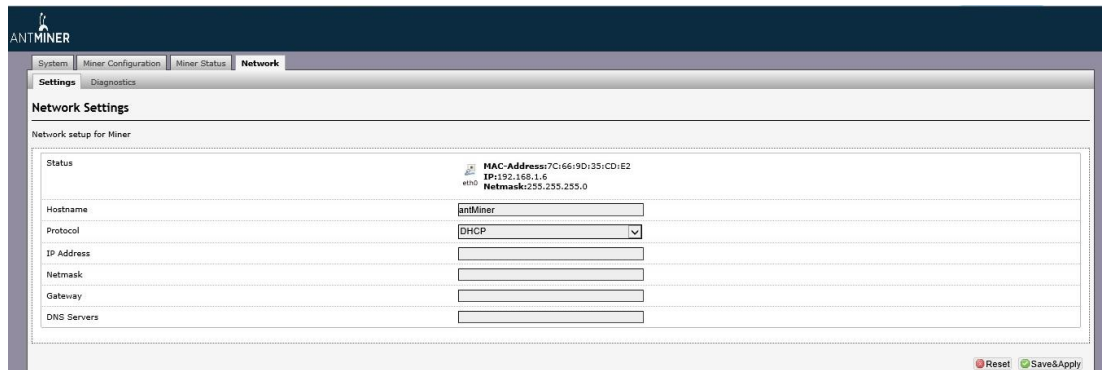 ANTMINER
System Miner Configuration Miner Status Network
Settings Diagnostics
Network Settings
Network setup for Miner
Status
MAC-Address:7C:66:9D:35:CD:E2
IP:192.168.1.6
eth0 Netmask:255.255.255.0
Hostname antMiner
Protocol DHCP
IP Address
Netmask
Gateway
DNS Servers
Reset Save&Apply